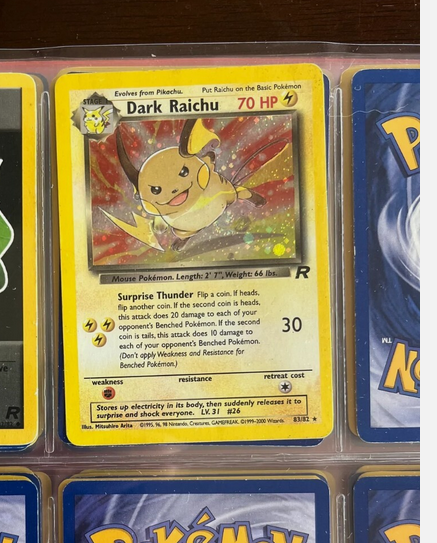 Evolves from Pikachu.
Put Raichu on the Basic Pokémon
STAGE 1
Dark Raichu 70 HP
Mouse Pokémon. Length: 2' 7", Weight: 66 lbs.
R
Surprise Thunder Flip a coin. If heads,
flip another coin. If the second coin is heads,
this attack does 20 damage to each of your
opponent's Benched Pokémon. If the second
coin is tails, this attack does 10 damage to
each of your opponent's Benched Pokémon.
(Don't apply Weakness and Resistance for
Benched Pokémon.)
30
weakness
resistance
retreat cost
Stores up electricity in its body, then suddenly releases it to
surprise and shock everyone. LV. 31 #26
Illus. Mitsuhiro Arita
©1995, 96, 98 Nintendo, Creatures, GAMEFREAK. ©1999-2000 Wizards.
83/82 ★
R
TM
Pokémon